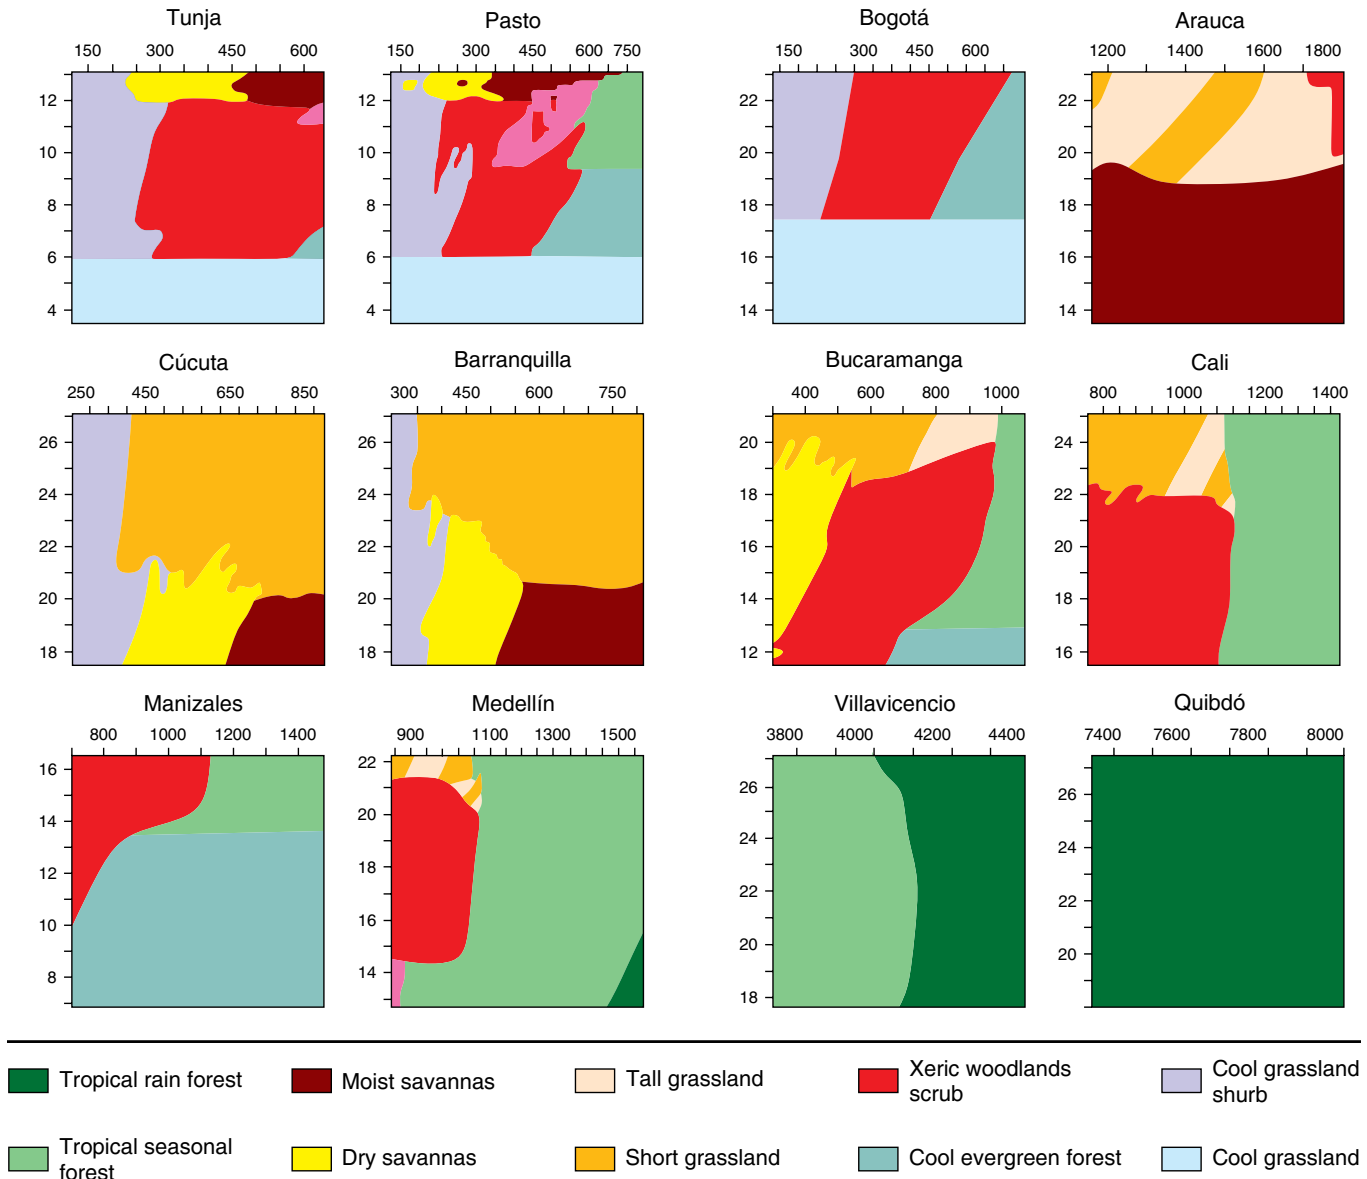 Tunja Pasto Bogotá Arauca
150 300 450 600 150 300 450 600 750 150 300 450 600 1200 1400 1600 1800
12 12 22 22
10 10 20 20
8 8 18 18
6 6 16 16
4 4 14 14
Cúcuta Barranquilla Bucaramanga Cali
250 450 650 850 300 450 600 750 400 600 800 1000 800 1000 1200 1400
26 26 20 24
24 24 18 22
22 22 16 20
20 20 14 18
18 18 12 16
Manizales Medellín Villavicencio Quibdó
800 1000 1200 1400 900 1100 1300 1500 3800 4000 4200 4400 7400 7600 7800 8000
16 22 26 26
14 20 24 24
12 18 22 22
10 16 20 20
8 14 18
Tropical rain forest Moist savannas Tall grassland Xeric woodlands Cool grassland
scrub shurb
Tropical seasonal Dry savannas Short grassland Cool evergreen forest Cool grassland
forest